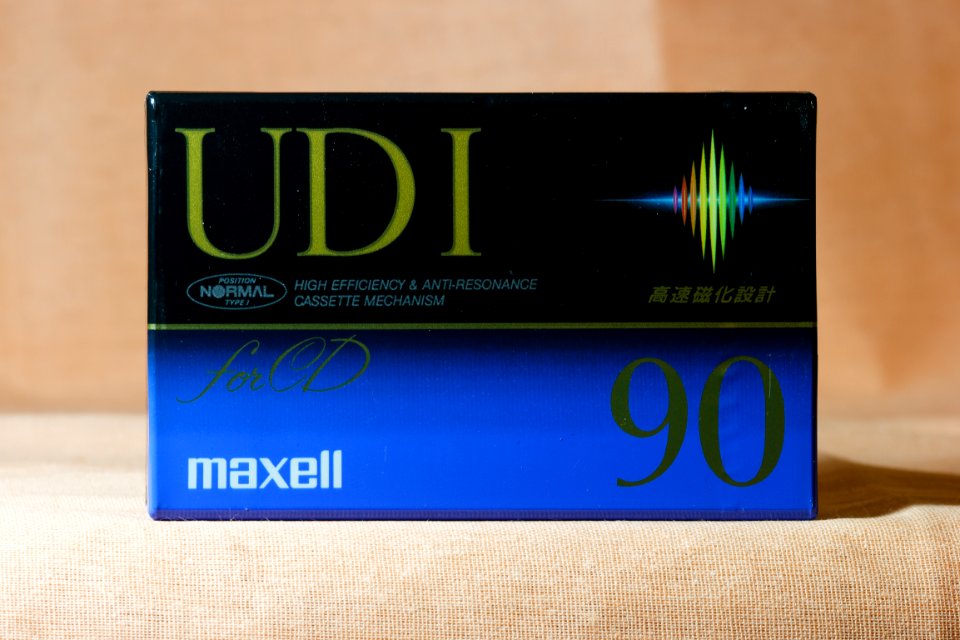 UD I
POSITION
NORMAL
TYPE I
HIGH EFFICIENCY & ANTI-RESONANCE
CASSETTE MECHANISM
高速磁化設計
for CD
90
maxell